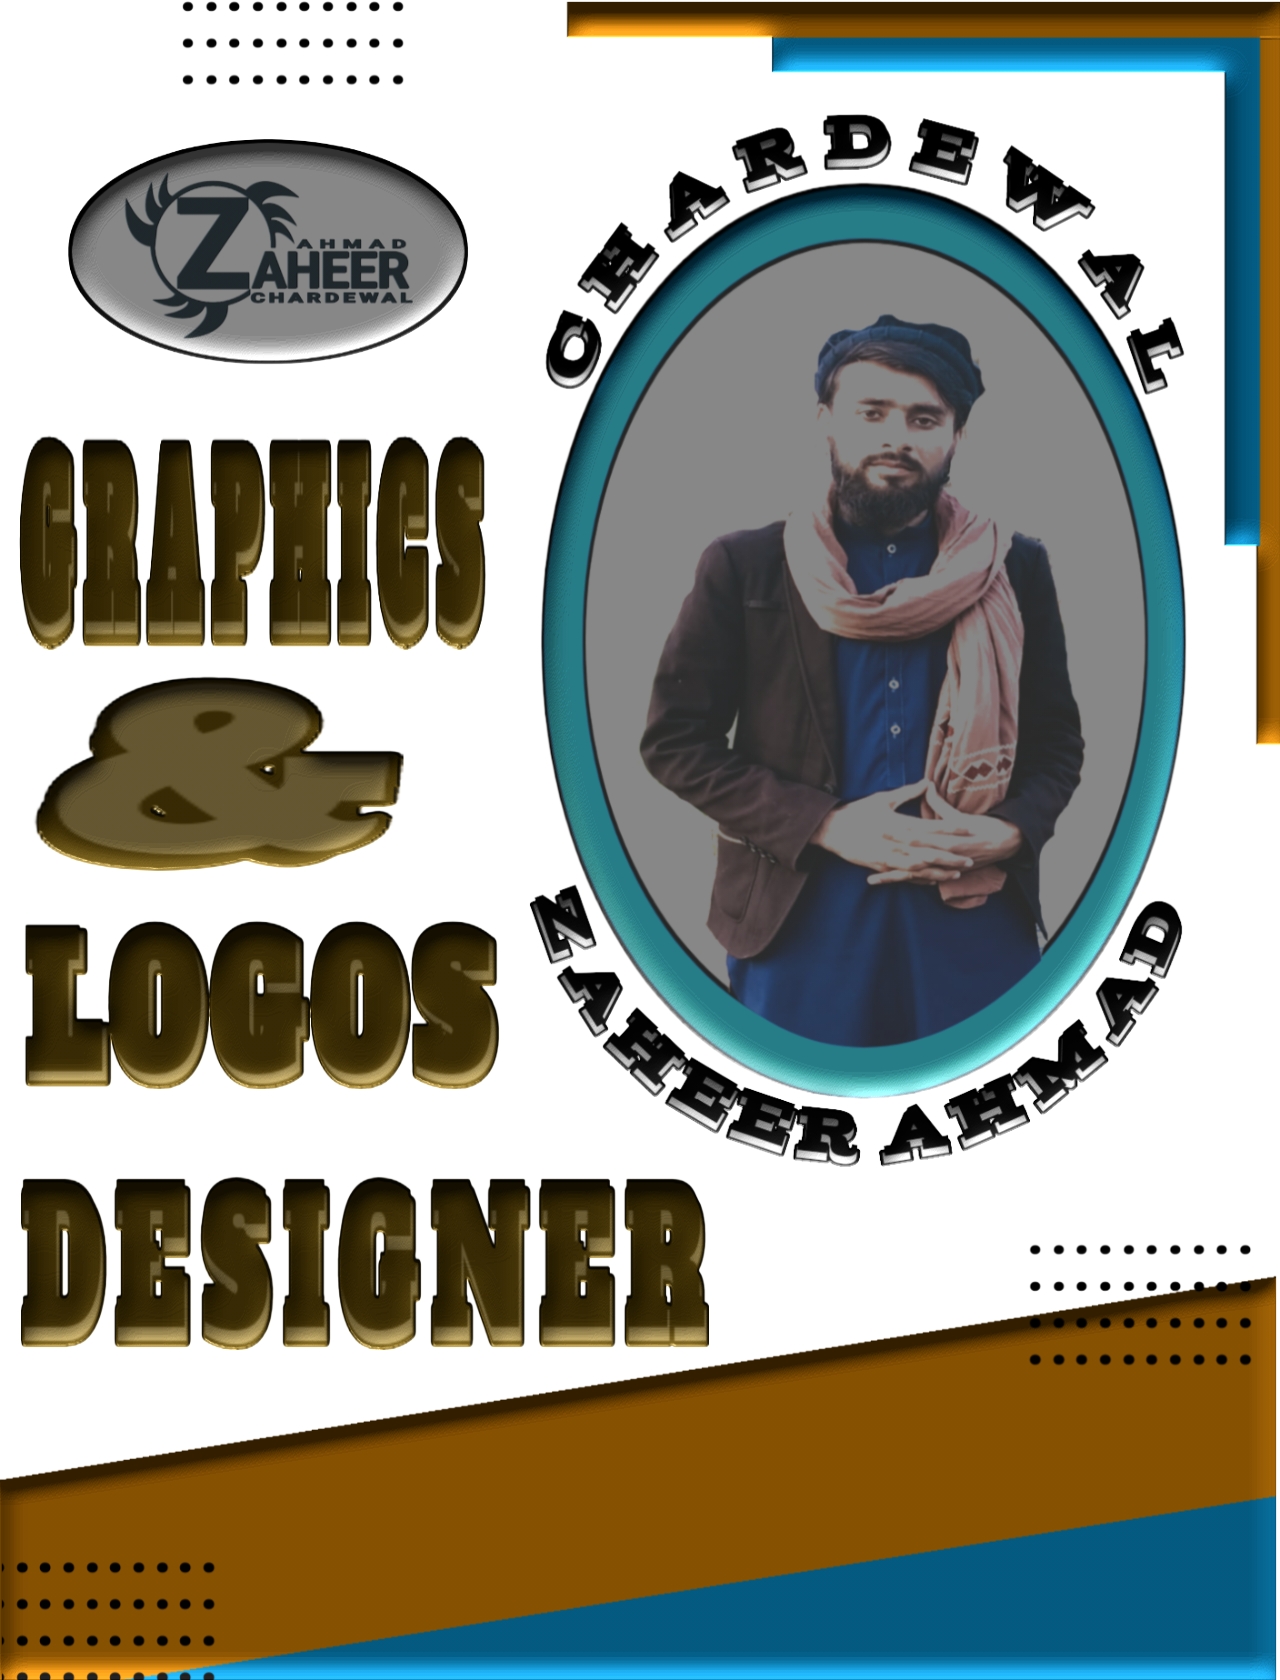 AHMAD
ZAHEER
CHARDEWAL
CHARDEWAL
ZAHEER AHMAD
GRAPHICS
&
LOGOS
DESIGNER